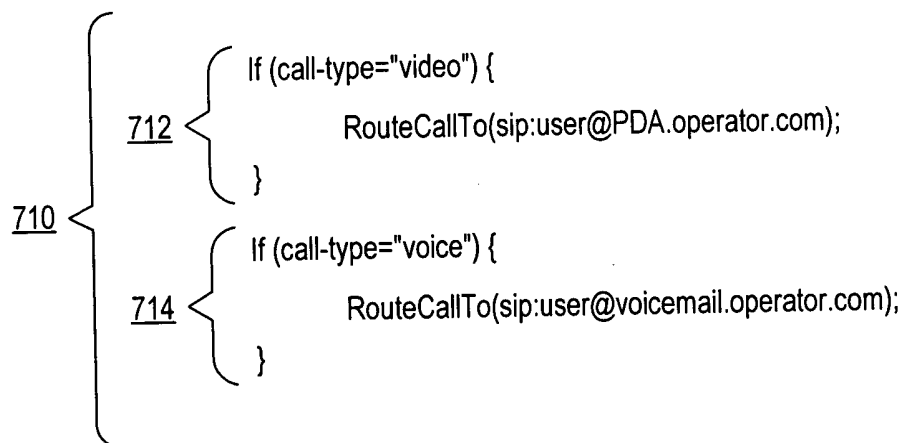 If (call-type="video") {
712
RouteCallTo(sip:user@PDA.operator.com);
}
710
If (call-type="voice") {
714
RouteCallTo(sip:user@voicemail.operator.com);
}